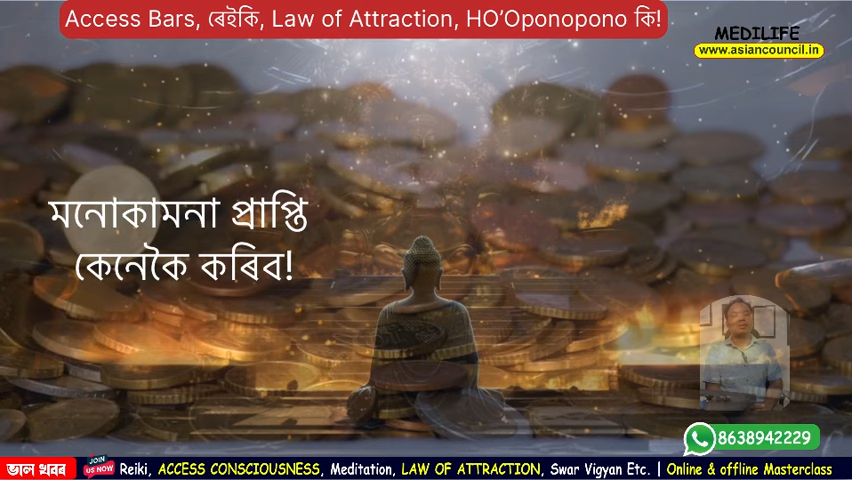 Access Bars, ৰেইকি, Law of Attraction, HO’Oponopono কি!
MEDILIFE
www.asiancouncil.in
মনোকামনা প্ৰাপ্তি
কেনেকৈ কৰিব!
8638942229
ভাল খবৰ
JOIN
US NOW
Reiki, ACCESS CONSCIOUSNESS, Meditation, LAW OF ATTRACTION, Swar Vigyan Etc. | Online & offline Masterclass